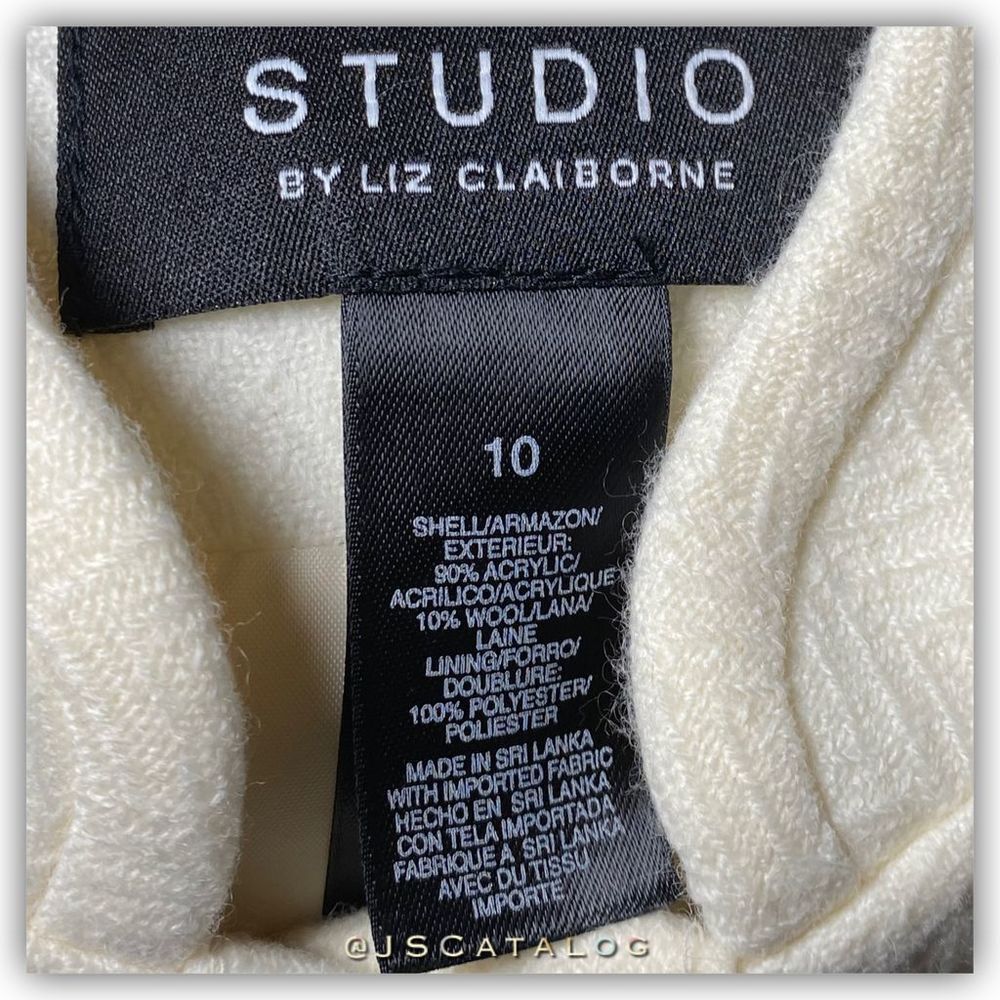 STUDIO
BY LIZ CLAIBORNE
10
SHELL/ARMAZON/
EXTERIEUR:
90% ACRYLIC/
ACRILICO/ACRYLIQUE
10% WOOL/LANA/
LAINE
LINING/FORRO/
DOUBLURE:
100% POLYESTER/
POLIESTER
MADE IN SRI LANKA
WITH IMPORTED FABRIC
HECHO EN SRI LANKA
CON TELA IMPORTADA
FABRIQUE A SRI LANKA
AVEC DU TISSU
IMPORTE
@JSCATALOG